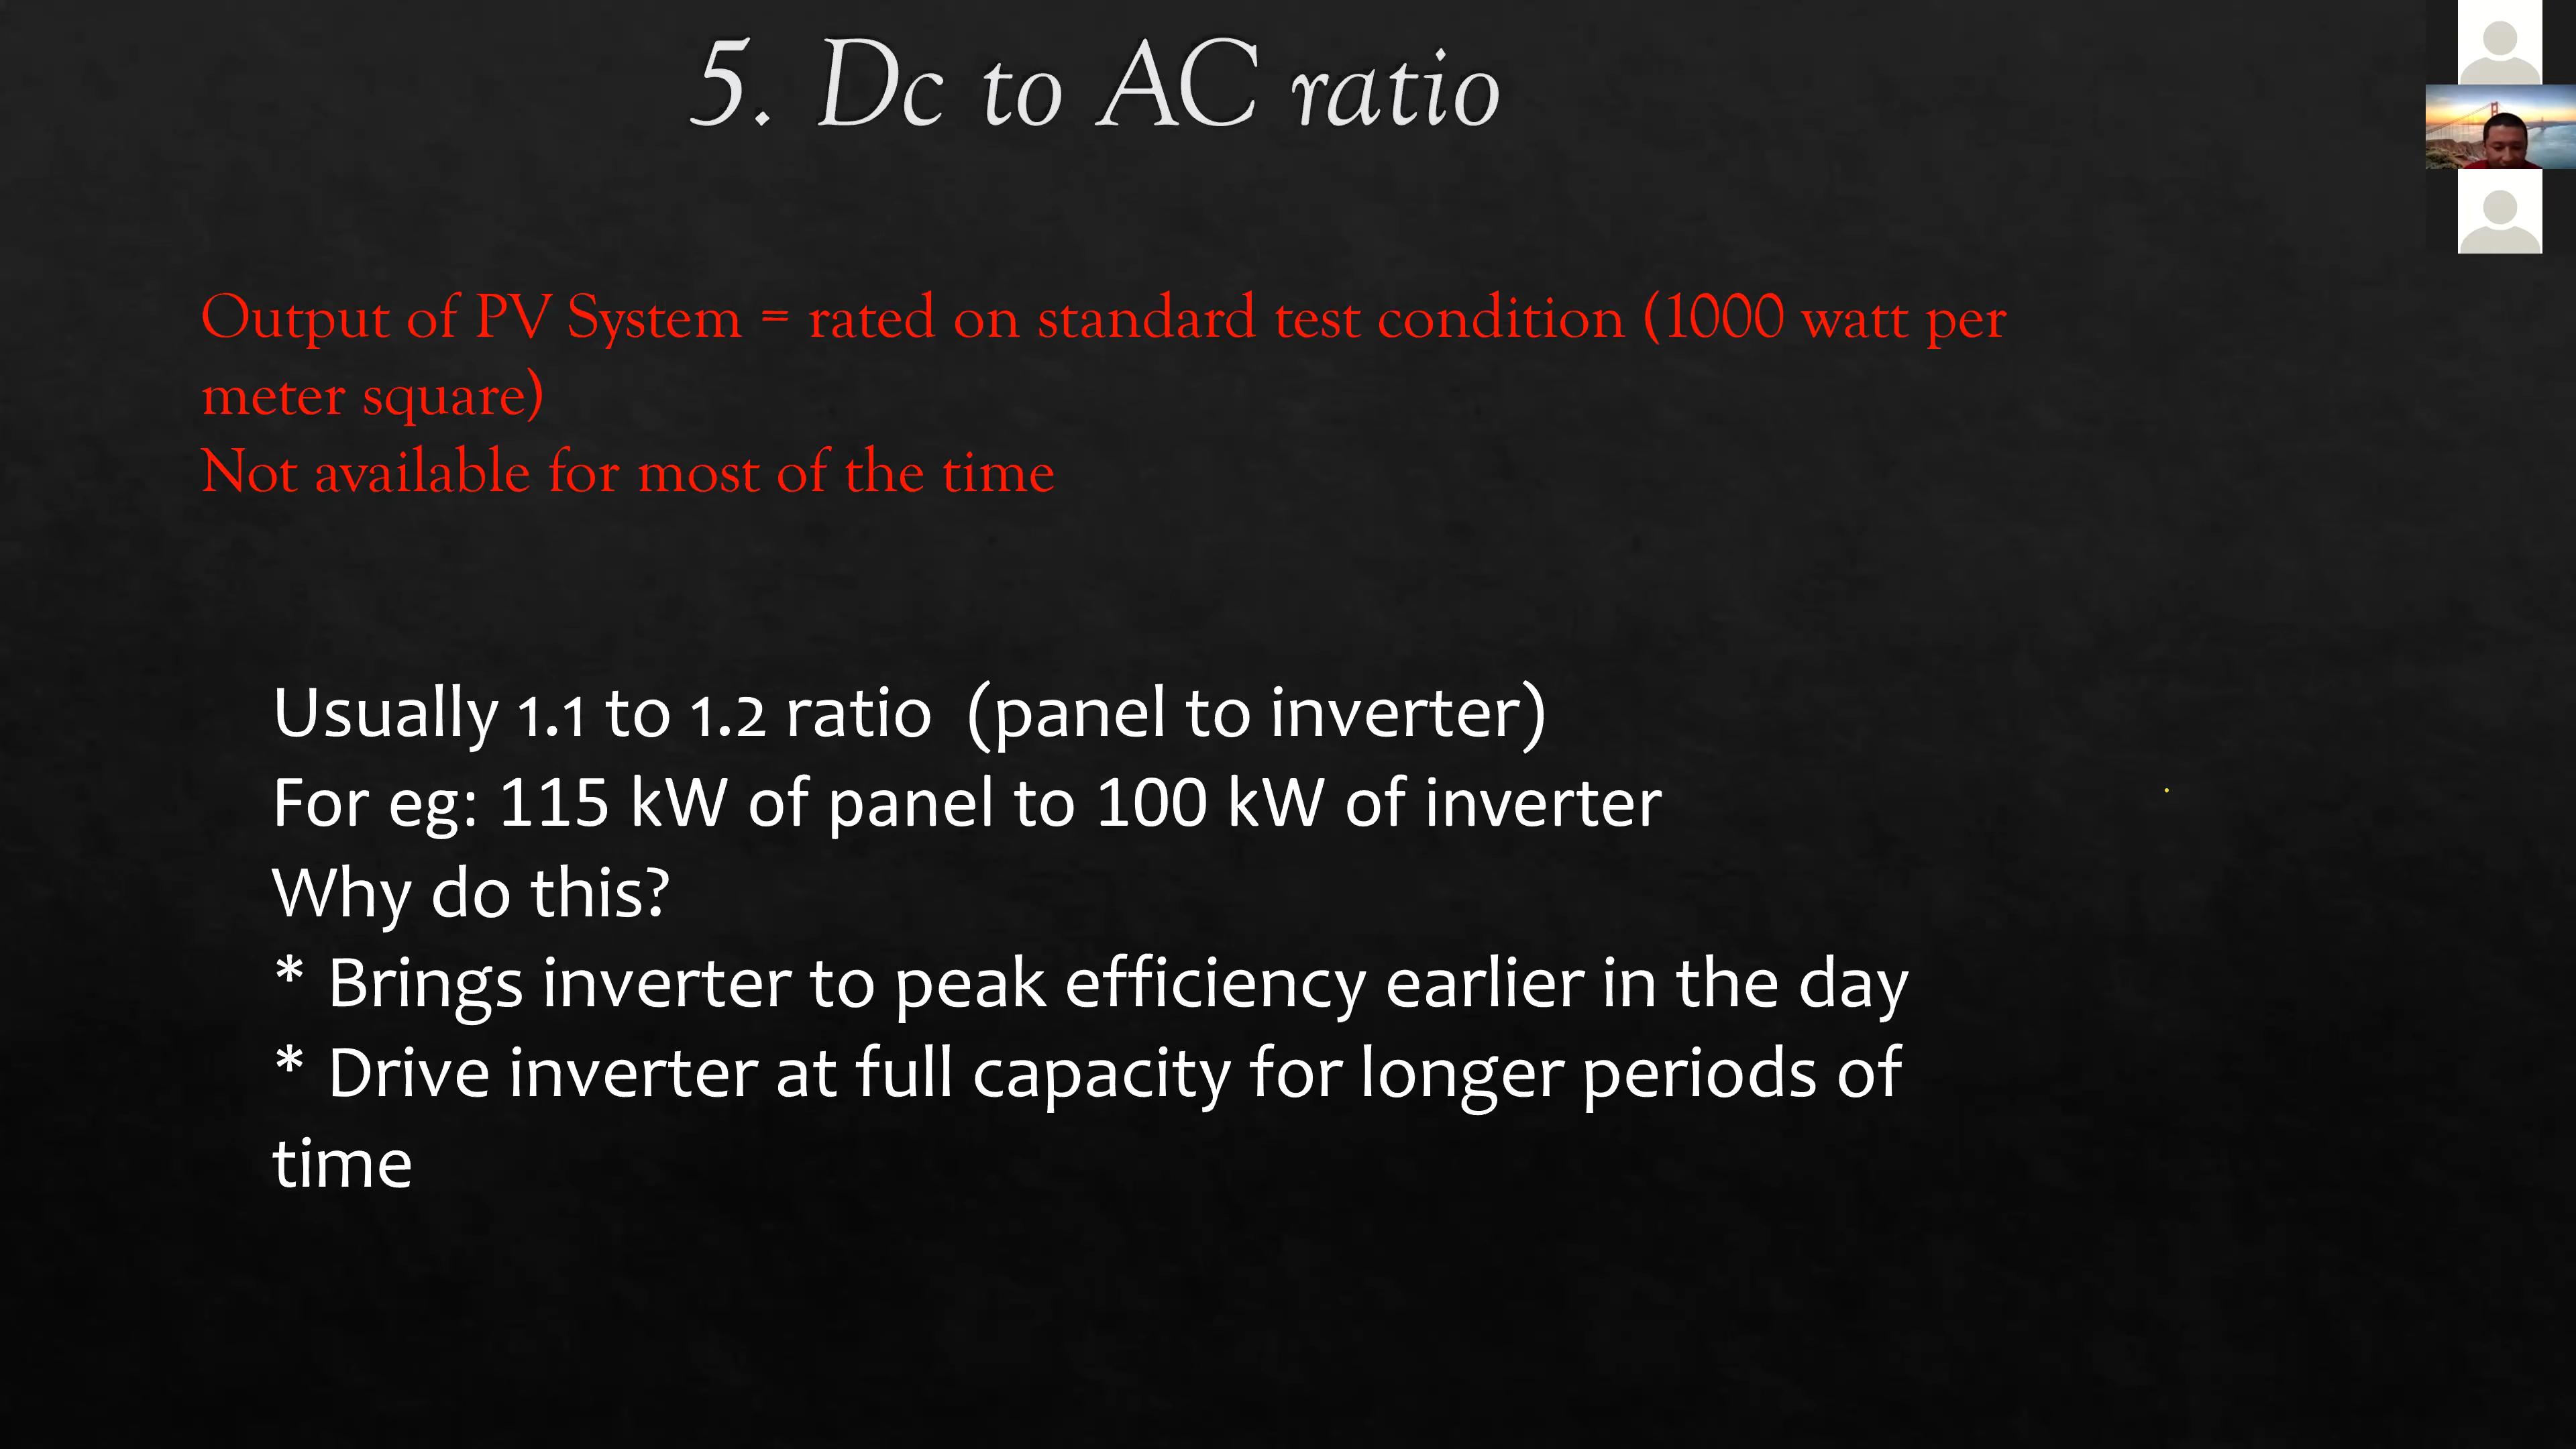 5. Dc to AC ratio
Output of PV System = rated on standard test condition (1000 watt per
meter square)
Not available for most of the time
Usually 1.1 to 1.2 ratio (panel to inverter)
For eg: 115 kW of panel to 100 kW of inverter
Why do this?
* Brings inverter to peak efficiency earlier in the day
* Drive inverter at full capacity for longer periods of
time